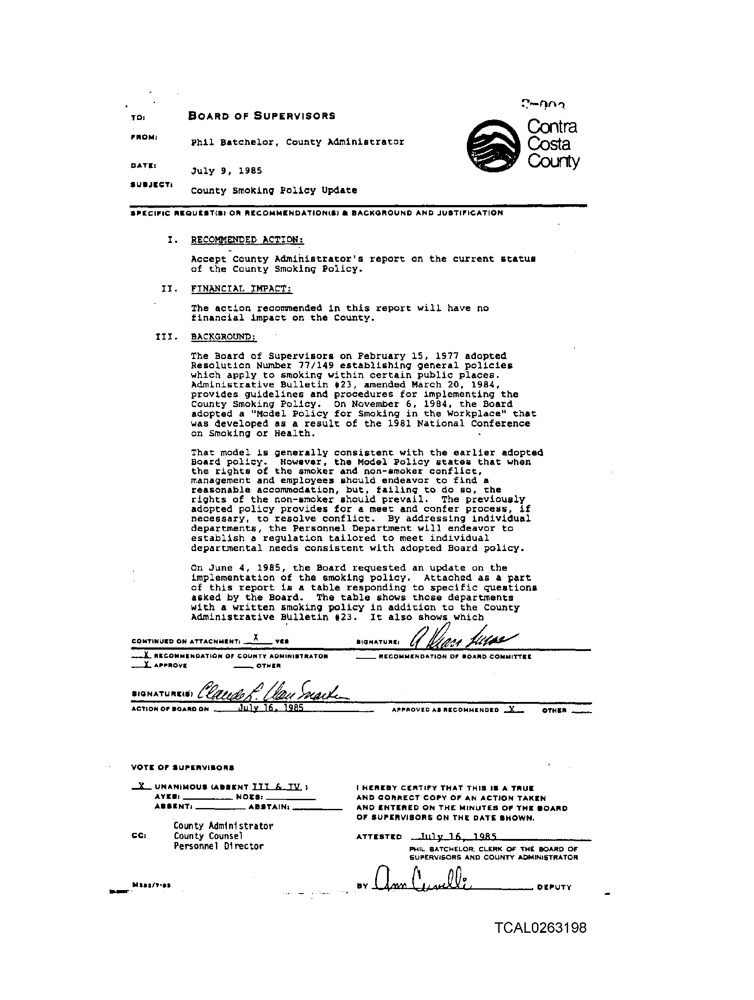 TO: BOARD OF SUPERVISORS
FROM: Phil Batchelor, County Administrator
Contra
Costa
County
DATE: July 9, 1985
SUBJECT: County Smoking Policy Update
SPECIFIC REQUEST(S) OR RECOMMENDATION(S) & BACKGROUND AND JUSTIFICATION
I. RECOMMENDED ACTION:
Accept County Administrator's report on the current status
of the County Smoking Policy.
II. FINANCIAL IMPACT:
The action recommended in this report will have no
financial impact on the County.
III. BACKGROUND:
The Board of Supervisors on February 15, 1977 adopted
Resolution Number 77/149 establishing general policies
which apply to smoking within certain public places.
Administrative Bulletin #23, amended March 20, 1984,
provides guidelines and procedures for implementing the
County Smoking Policy. On November 6, 1984, the Board
adopted a "Model Policy for Smoking in the Workplace" that
was developed as a result of the 1981 National Conference
on Smoking or Health.
That model is generally consistent with the earlier adopted
Board policy. However, the Model Policy states that when
the rights of the smoker and non-smoker conflict,
management and employees should endeavor to find a
reasonable accommodation, but, failing to do so, the
rights of the non-smoker should prevail. The previously
adopted policy provides for a meet and confer process, if
necessary, to resolve conflict. By addressing individual
departments, the Personnel Department will endeavor to
establish a regulation tailored to meet individual
departmental needs consistent with adopted Board policy.
On June 4, 1985, the Board requested an update on the
implementation of the smoking policy. Attached as a part
of this report is a table responding to specific questions
asked by the Board. The table shows those departments
with a written smoking policy in addition to the County
Administrative Bulletin #23. It also shows which
CONTINUED ON ATTACHMENT: X YES SIGNATURE:
X RECOMMENDATION OF COUNTY ADMINISTRATOR RECOMMENDATION OF BOARD COMMITTEE
X APPROVE OTHER
SIGNATURE(S)
ACTION OF BOARD ON July 16, 1985 APPROVED AS RECOMMENDED X OTHER
VOTE OF SUPERVISORS
X UNANIMOUS (ABSENT III & IV )
AYES: NOES:
ABSENT: ABSTAIN:
I HEREBY CERTIFY THAT THIS IS A TRUE
AND CORRECT COPY OF AN ACTION TAKEN
AND ENTERED ON THE MINUTES OF THE BOARD
OF SUPERVISORS ON THE DATE SHOWN.
County Administrator
CC: County Counsel
Personnel Director
ATTESTED July 16, 1985
PHIL BATCHELOR, CLERK OF THE BOARD OF
SUPERVISORS AND COUNTY ADMINISTRATOR
M382/7-83
BY Ann DEPUTY
TCAL0263198